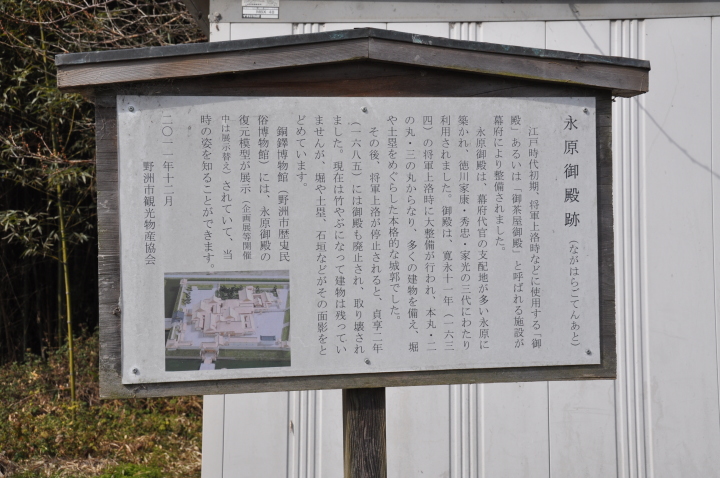 永原御殿跡（ながはらごてんあと）
江戸時代初期、将軍上洛時などに使用する「御
殿」あるいは「御茶屋御殿」と呼ばれる施設が
幕府により整備されました。
永原御殿は、幕府代官の支配地が多い永原に
築かれ、徳川家康・秀忠・家光の三代にわたり
利用されました。御殿は、寛永十一年（一六三
四）の将軍上洛時に大整備が行われ、本丸・二
の丸・三の丸からなり、多くの建物を備え、堀
や土塁をめぐらした本格的な城郭でした。
その後、将軍上洛が停止されると、貞享二年
（一六八五）には御殿も廃止され、取り壊され
ました。現在は竹やぶになって建物は残ってい
ませんが、堀や土塁、石垣などがその面影をと
どめています。
銅鐸博物館（野洲市歴史民
俗博物館）には、永原御殿の
復元模型が展示（企画展等開催
中は展示替え）されていて、当
時の姿を知ることができます。
二〇一一年十二月
野洲市観光物産協会